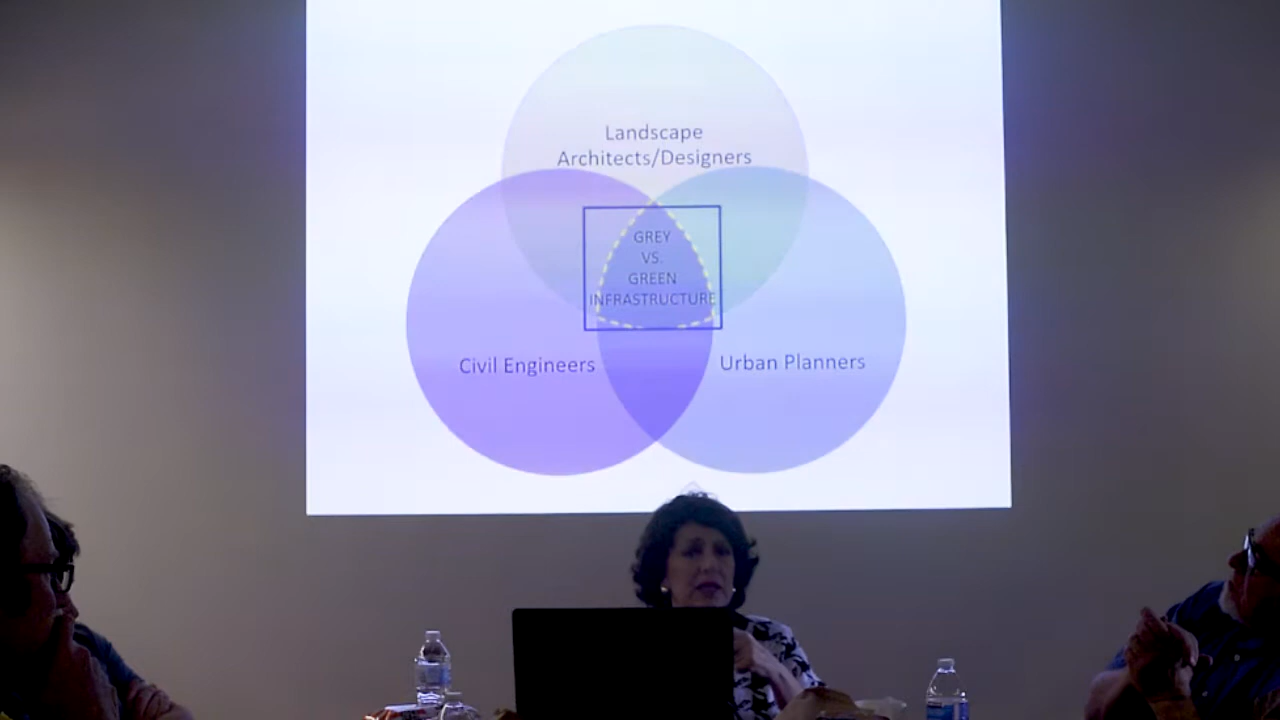 Landscape
Architects/Designers
GREY
VS.
GREEN
INFRASTRUCTURE
Civil Engineers
Urban Planners